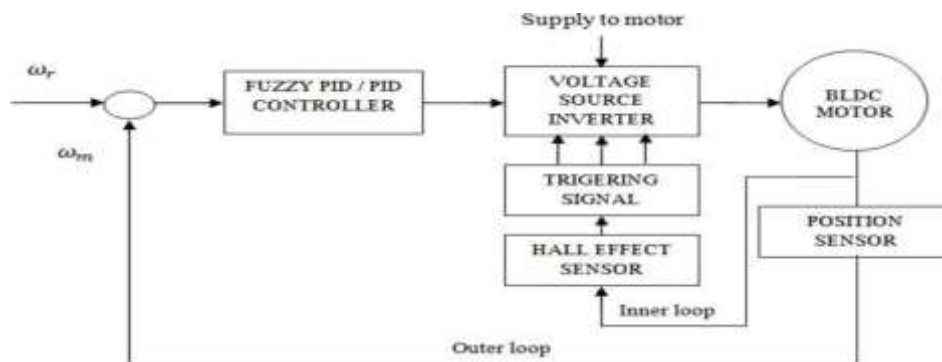 Supply to motor
ωr
FUZZY PID / PID
CONTROLLER
VOLTAGE
SOURCE
INVERTER
BLDC
MOTOR
ωm
TRIGERING
SIGNAL
POSITION
SENSOR
HALL EFFECT
SENSOR
Inner loop
Outer loop